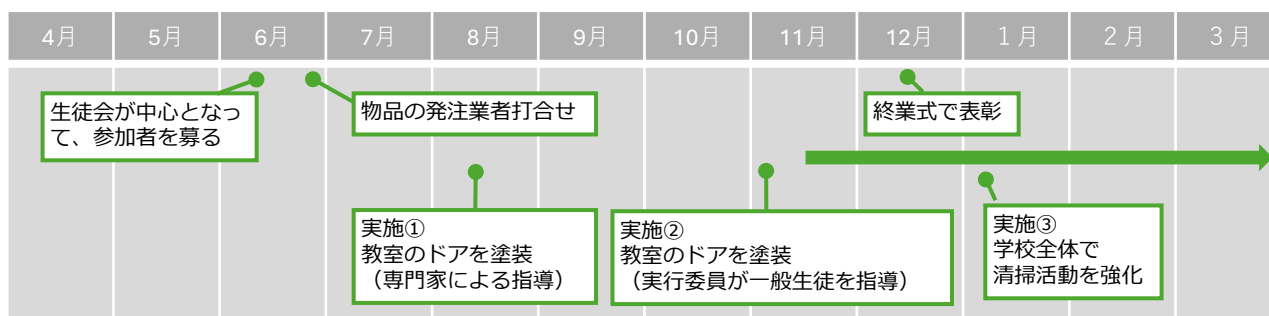 4月 5月 6月 7月 8月 9月 10月 11月 12月 1月 2月 3月
生徒会が中心となっ
て、参加者を募る
物品の発注業者打合せ
終業式で表彰
実施①
教室のドアを塗装
（専門家による指導）
実施②
教室のドアを塗装
（実行委員が一般生徒を指導）
実施③
学校全体で
清掃活動を強化